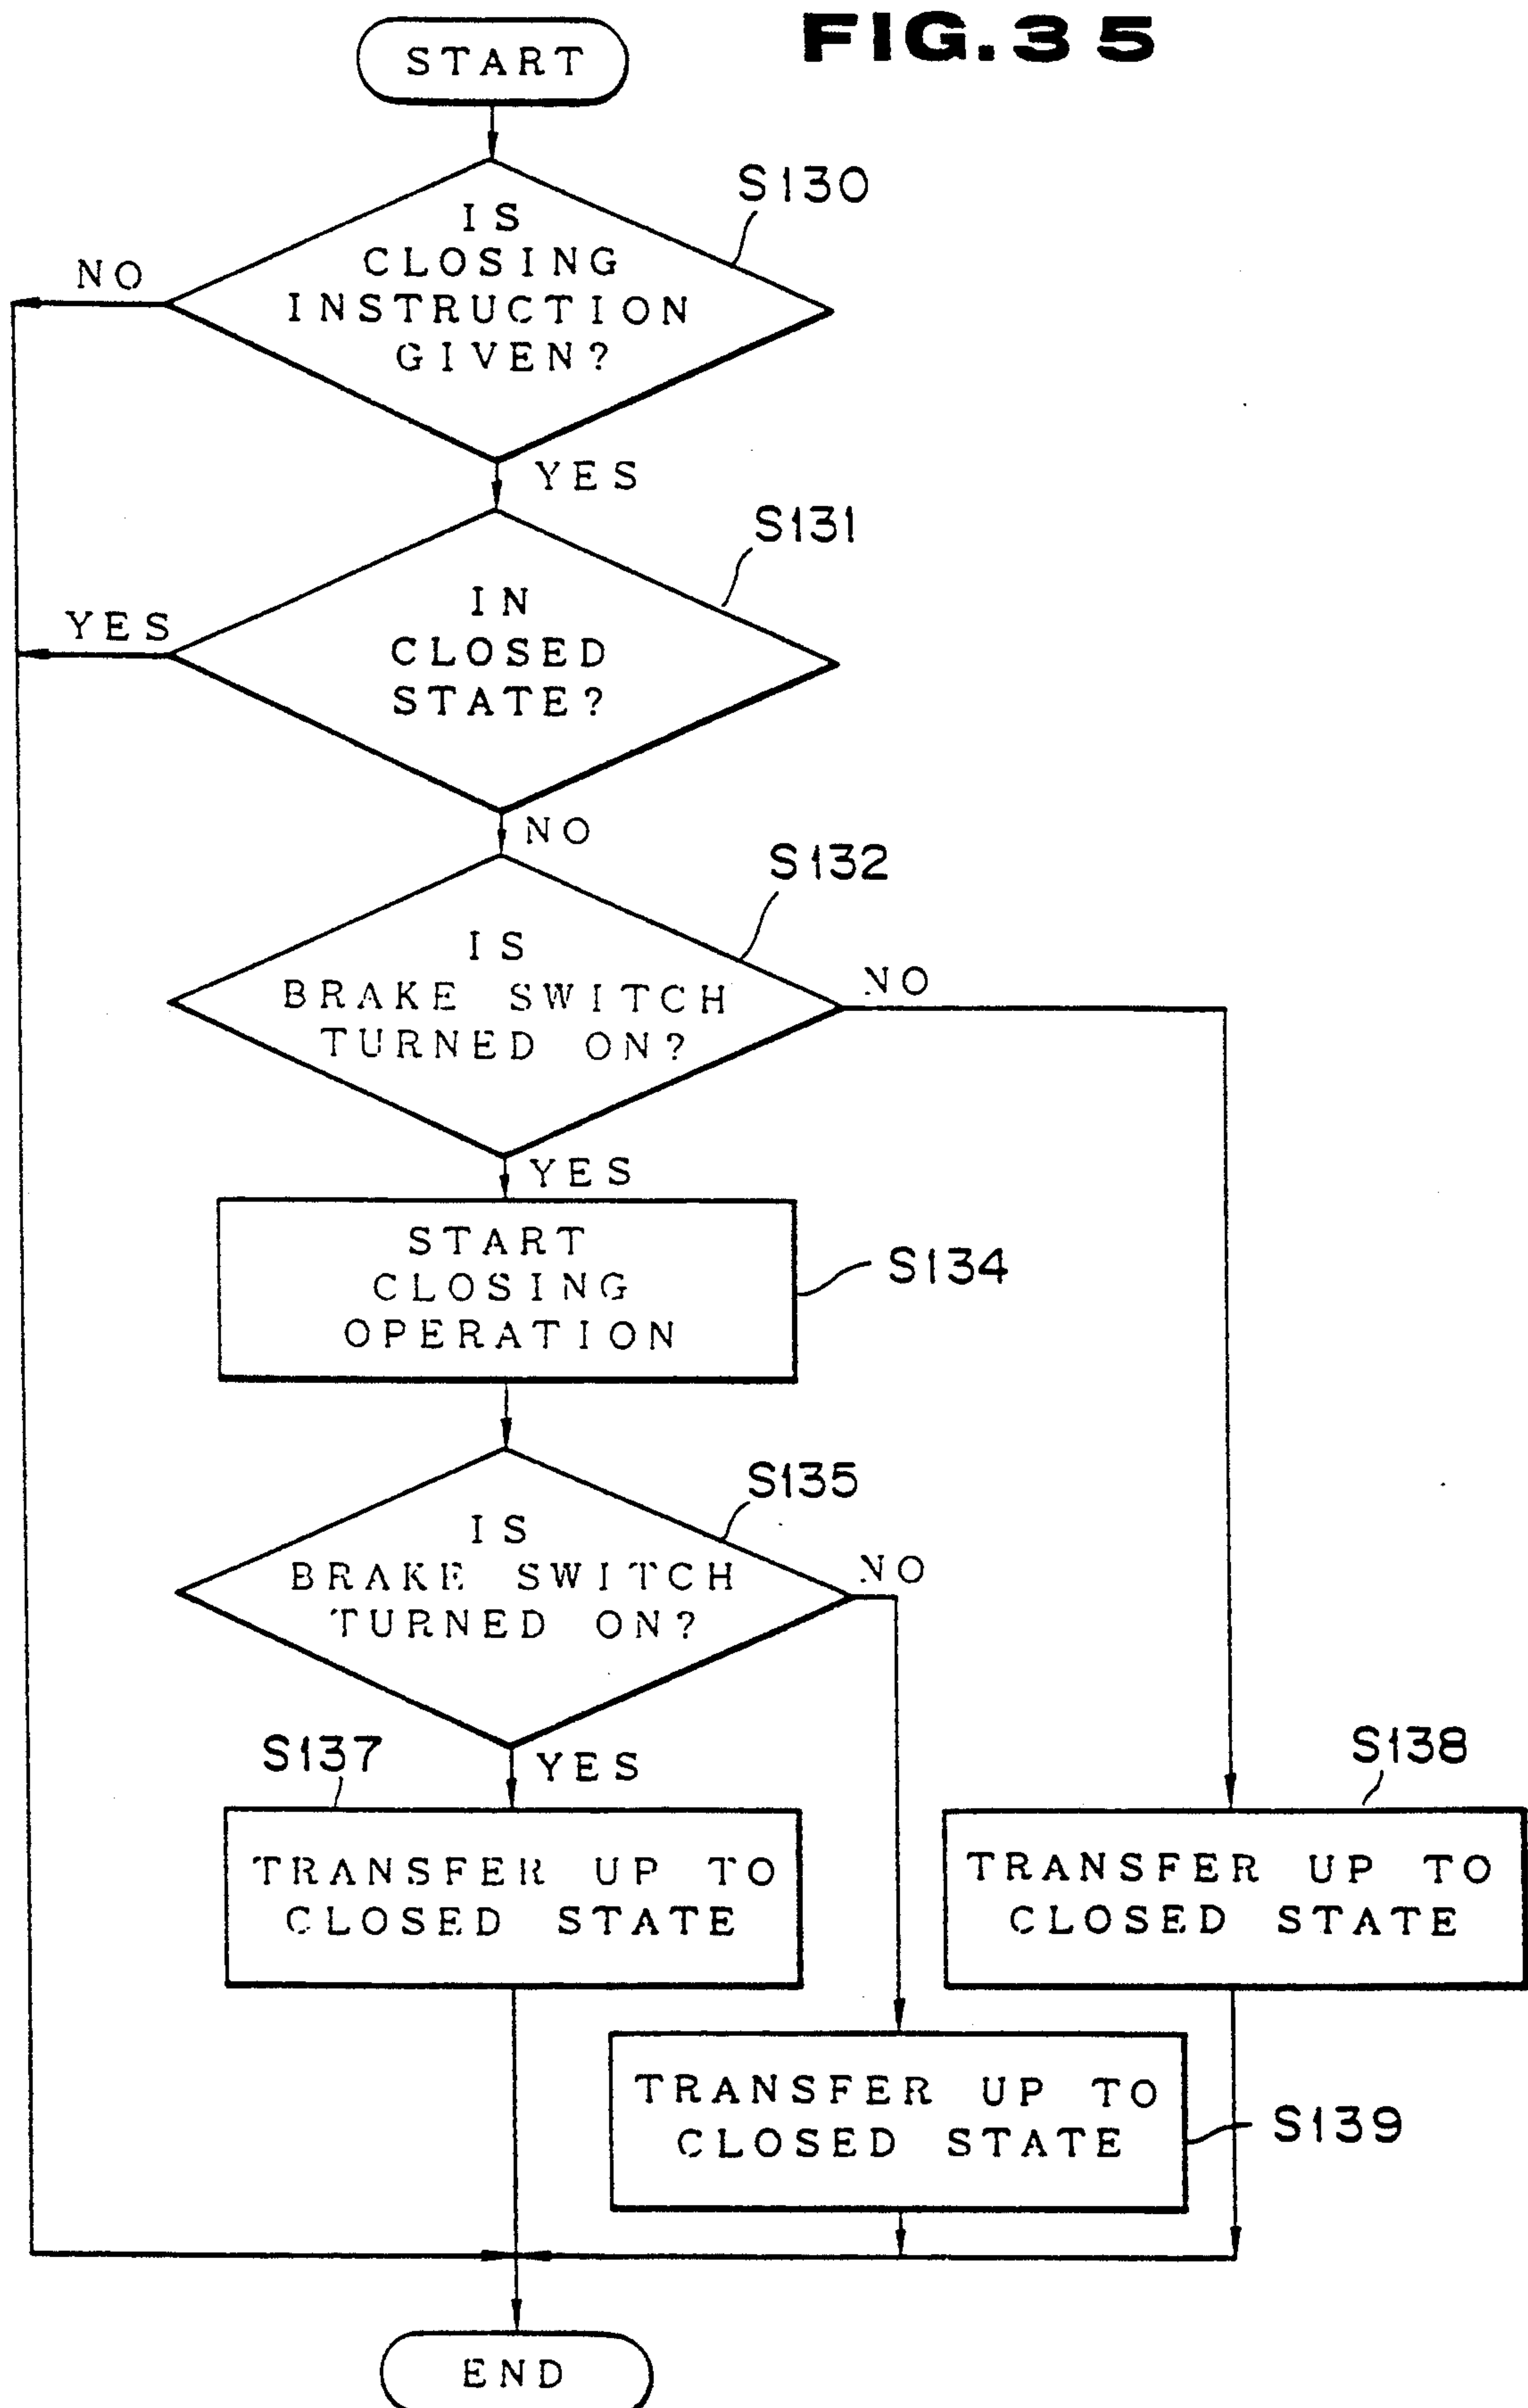 FIG.35
START
S130
IS
CLOSING
INSTRUCTION
GIVEN?
NO
YES
S131
IN
CLOSED
STATE?
YES
NO
S132
IS
BRAKE SWITCH
TURNED ON?
NO
YES
START
CLOSING
OPERATION
S134
S135
IS
BRAKE SWITCH
TURNED ON?
NO
YES
S137
TRANSFER UP TO
CLOSED STATE
S138
TRANSFER UP TO
CLOSED STATE
TRANSFER UP TO
CLOSED STATE
S139
END